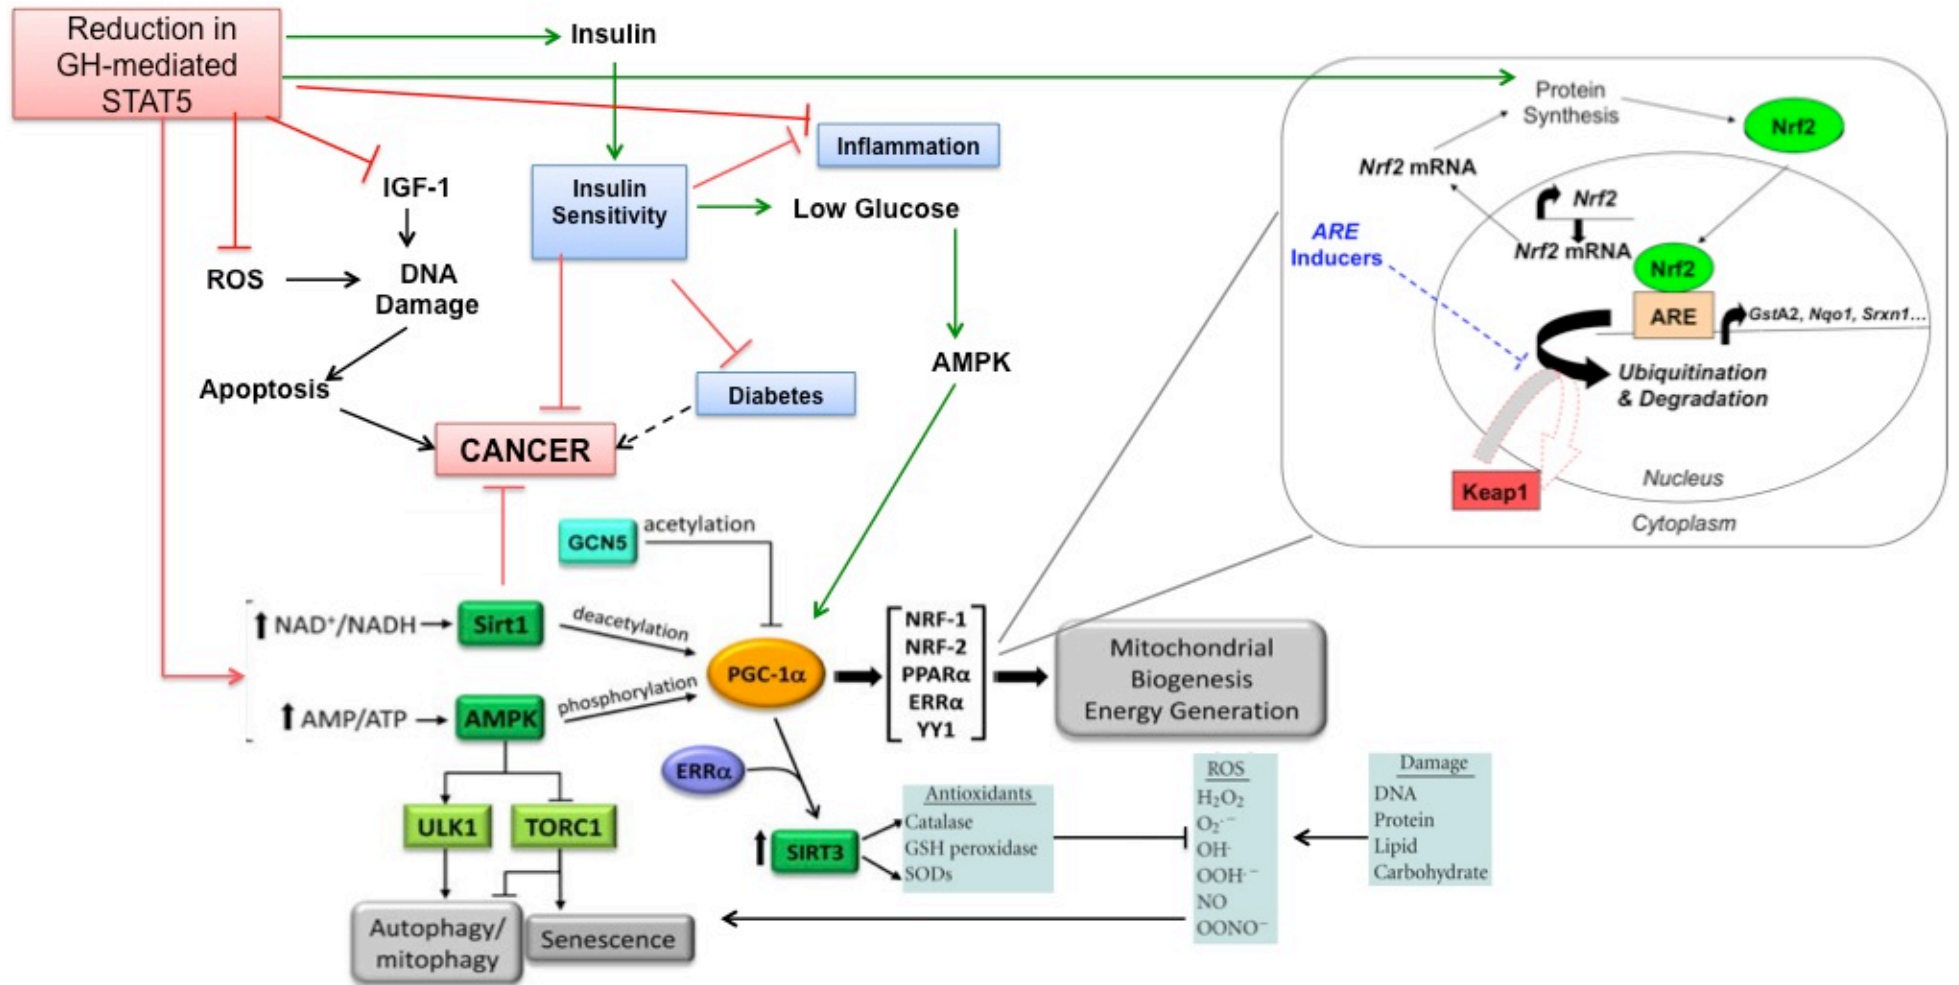 Reduction in
GH-mediated
STAT5
Insulin
Inflammation
IGF-1
Insulin
Sensitivity
Low Glucose
ROS
DNA
Damage
AMPK
Apoptosis
Diabetes
CANCER
Protein
Synthesis
Nrf2
Nrf2 mRNA
Nrf2
Nrf2 mRNA
Nrf2
ARE
Inducers
ARE
GstA2, Nqo1, Srxn1...
Ubiquitination
& Degradation
Keap1
Nucleus
Cytoplasm
GCN5
acetylation
NAD⁺/NADH
Sirt1
deacetylation
PGC-1α
AMP/ATP
AMPK
phosphorylation
NRF-1
NRF-2
PPARα
ERRα
YY1
Mitochondrial
Biogenesis
Energy Generation
ERRα
ULK1
TORC1
SIRT3
Antioxidants
Catalase
GSH peroxidase
SODs
ROS
H₂O₂
O₂·⁻
OH·
OOH·⁻
NO
OONO⁻
Damage
DNA
Protein
Lipid
Carbohydrate
Autophagy/
mitophagy
Senescence